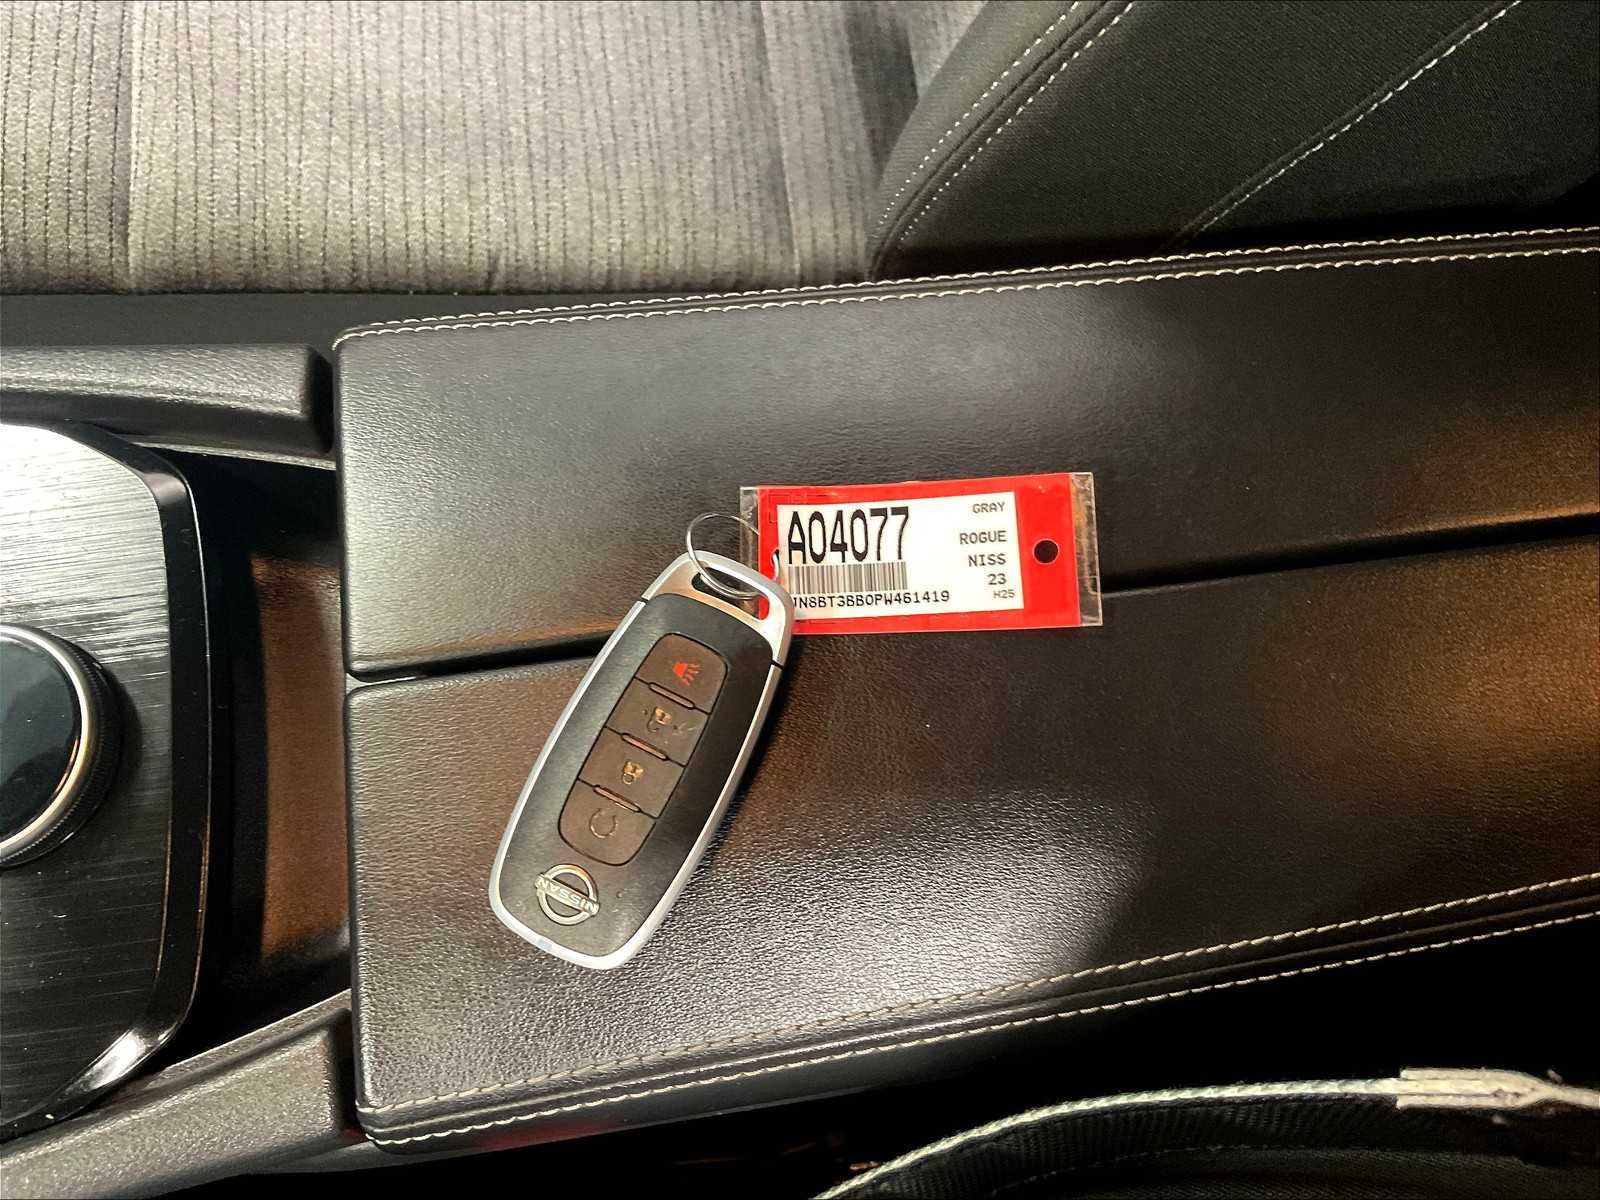 A04077
GRAY
ROGUE
NISS
23
H25
JN8BT3BB0PW461419
NISSAN